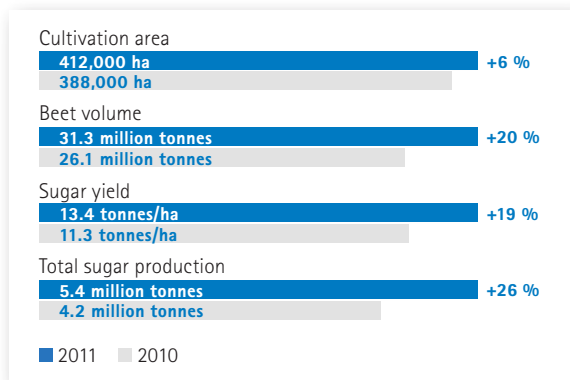 Cultivation area
412,000 ha +6 %
388,000 ha
Beet volume
31.3 million tonnes +20 %
26.1 million tonnes
Sugar yield
13.4 tonnes/ha +19 %
11.3 tonnes/ha
Total sugar production
5.4 million tonnes +26 %
4.2 million tonnes
2011 2010